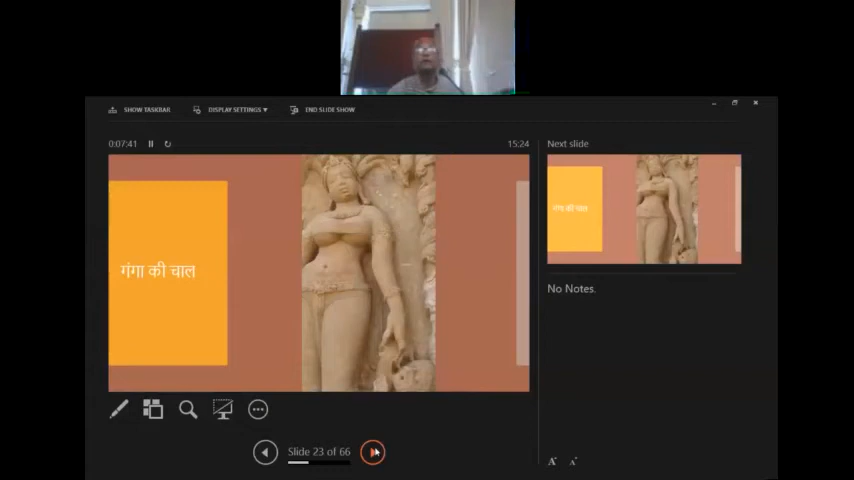 SHOW TASKBAR DISPLAY SETTINGS ▼ END SLIDE SHOW
0:07:41 15:24 Next slide
गंगा की चाल
गंगा की चाल
No Notes.
Slide 23 of 66
A A